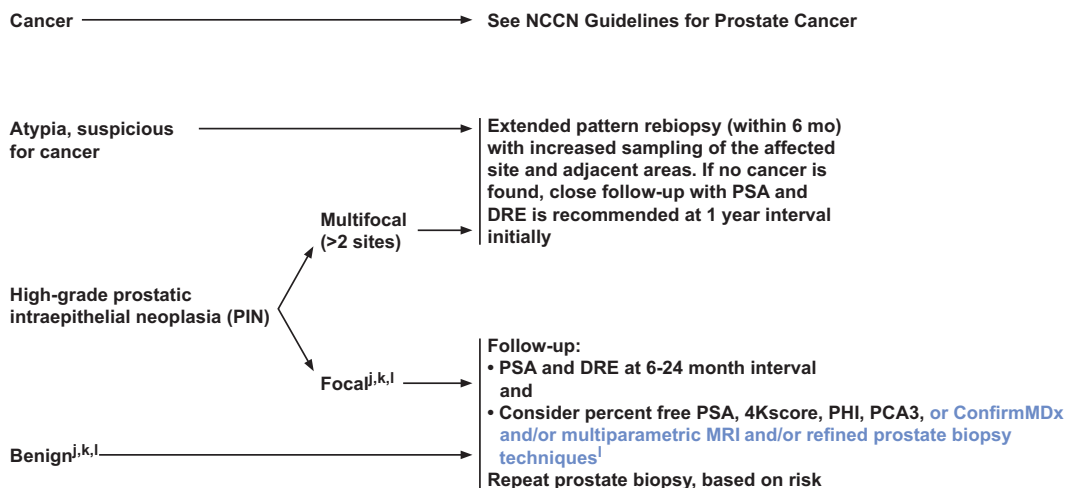 Cancer
See NCCN Guidelines for Prostate Cancer
Atypia, suspicious
for cancer
Extended pattern rebiopsy (within 6 mo)
with increased sampling of the affected
site and adjacent areas. If no cancer is
found, close follow-up with PSA and
DRE is recommended at 1 year interval
initially
Multifocal
(>2 sites)
High-grade prostatic
intraepithelial neoplasia (PIN)
Focalj,k,l
Follow-up:
• PSA and DRE at 6-24 month interval
and
• Consider percent free PSA, 4Kscore, PHI, PCA3, or ConfirmMDx
and/or multiparametric MRI and/or refined prostate biopsy
techniquesl
Repeat prostate biopsy, based on risk
Benignj,k,l